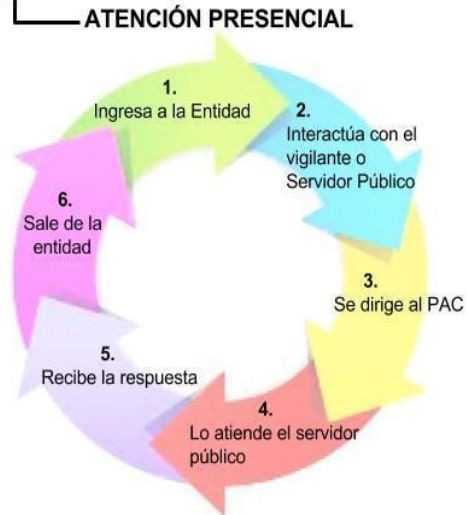 ATENCIÓN PRESENCIAL
1.
Ingresa a la Entidad
2.
Interactúa con el
vigilante o
Servidor Público
3.
Se dirige al PAC
4.
Lo atiende el servidor
público
5.
Recibe la respuesta
6.
Sale de la
entidad